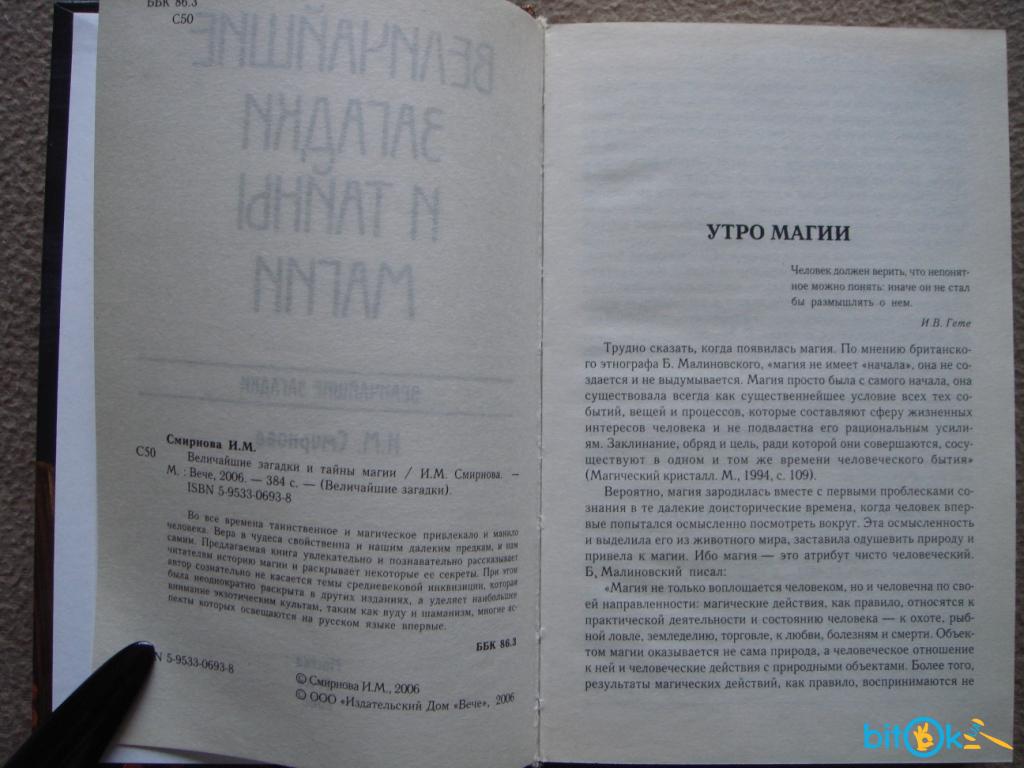 ББК 86.3
С50
ВЕЛИЧАЙШИЕ
ЗАГАДКИ
И ТАЙНЫ
МАГИИ
ВЕЛИЧАЙШИЕ ЗАГАДКИ
И.М. Смирнова
Смирнова И.М.
С50
Величайшие загадки и тайны магии / И.М. Смирнова. –
М. : Вече, 2006. — 384 с. — (Величайшие загадки).
ISBN 5-9533-0693-8
Во все времена таинственное и магическое привлекало и манило
человека. Вера в чудеса свойственна и нашим далеким предкам, и нам
самим. Предлагаемая книга увлекательно и познавательно рассказывает
читателям историю магии и раскрывает некоторые ее секреты. При этом
автор сознательно не касается темы средневековой инквизиции, которая
была неоднократно раскрыта в других изданиях, а уделяет наибольшее
внимание экзотическим культам, таким как вуду и шаманизм, многие ас-
пекты которых освещаются на русском языке впервые.
ББК 86.3
N 5-9533-0693-8
© Смирнова И.М., 2006
© ООО «Издательский Дом «Вече», 2006
УТРО МАГИИ
Человек должен верить, что непонят-
ное можно понять: иначе он не стал
бы размышлять о нем.
И.В. Гете
Трудно сказать, когда появилась магия. По мнению британско-
го этнографа Б. Малиновского, «магия не имеет «начала», она не со-
здается и не выдумывается. Магия просто была с самого начала, она
существовала всегда как существеннейшее условие всех тех со-
бытий, вещей и процессов, которые составляют сферу жизненных
интересов человека и не подвластна его рациональным усили-
ям. Заклинание, обряд и цель, ради которой они совершаются, сосу-
ществуют в одном и том же времени человеческого бытия»
(Магический кристалл. М., 1994, с. 109).
Вероятно, магия зародилась вместе с первыми проблесками со-
знания в те далекие доисторические времена, когда человек впер-
вые попытался осмысленно посмотреть вокруг. Эта осмысленность
и выделила его из животного мира, заставила одушевить природу и
привела к магии. Ибо магия — это атрибут чисто человеческий.
Б, Малиновский писал:
«Магия не только воплощается человеком, но и человечна по сво-
ей направленности: магические действия, как правило, относятся к
практической деятельности и состоянию человека — к охоте, рыб-
ной ловле, земледелию, торговле, к любви, болезням и смерти. Объек-
том магии оказывается не сама природа, а человеческое отношение
к ней и человеческие действия с природными объектами. Более того,
результаты магических действий, как правило, воспринимаются не
bitok